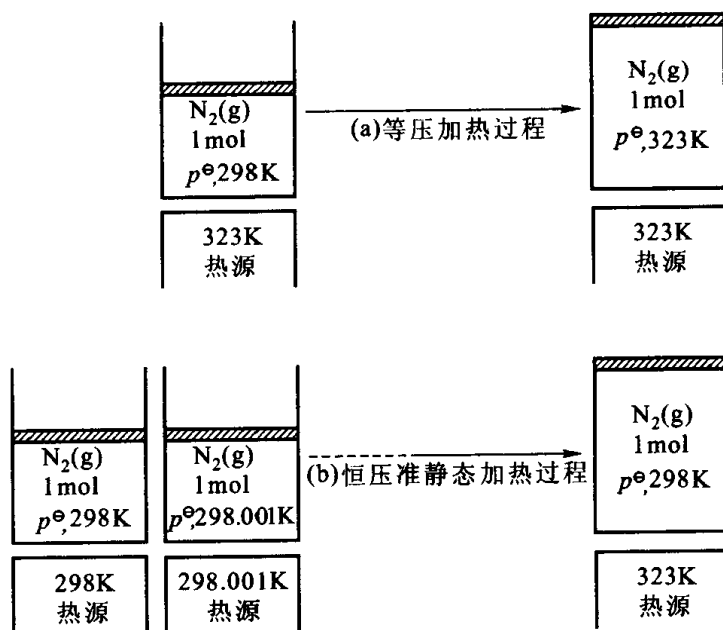 N₂(g)
1mol
p⊖,298K
323K
热源
(a)等压加热过程
N₂(g)
1mol
p⊖,323K
323K
热源
N₂(g)
1mol
p⊖,298K
298K
热源
N₂(g)
1mol
p⊖,298.001K
298.001K
热源
(b)恒压准静态加热过程
N₂(g)
1mol
p⊖,298K
323K
热源